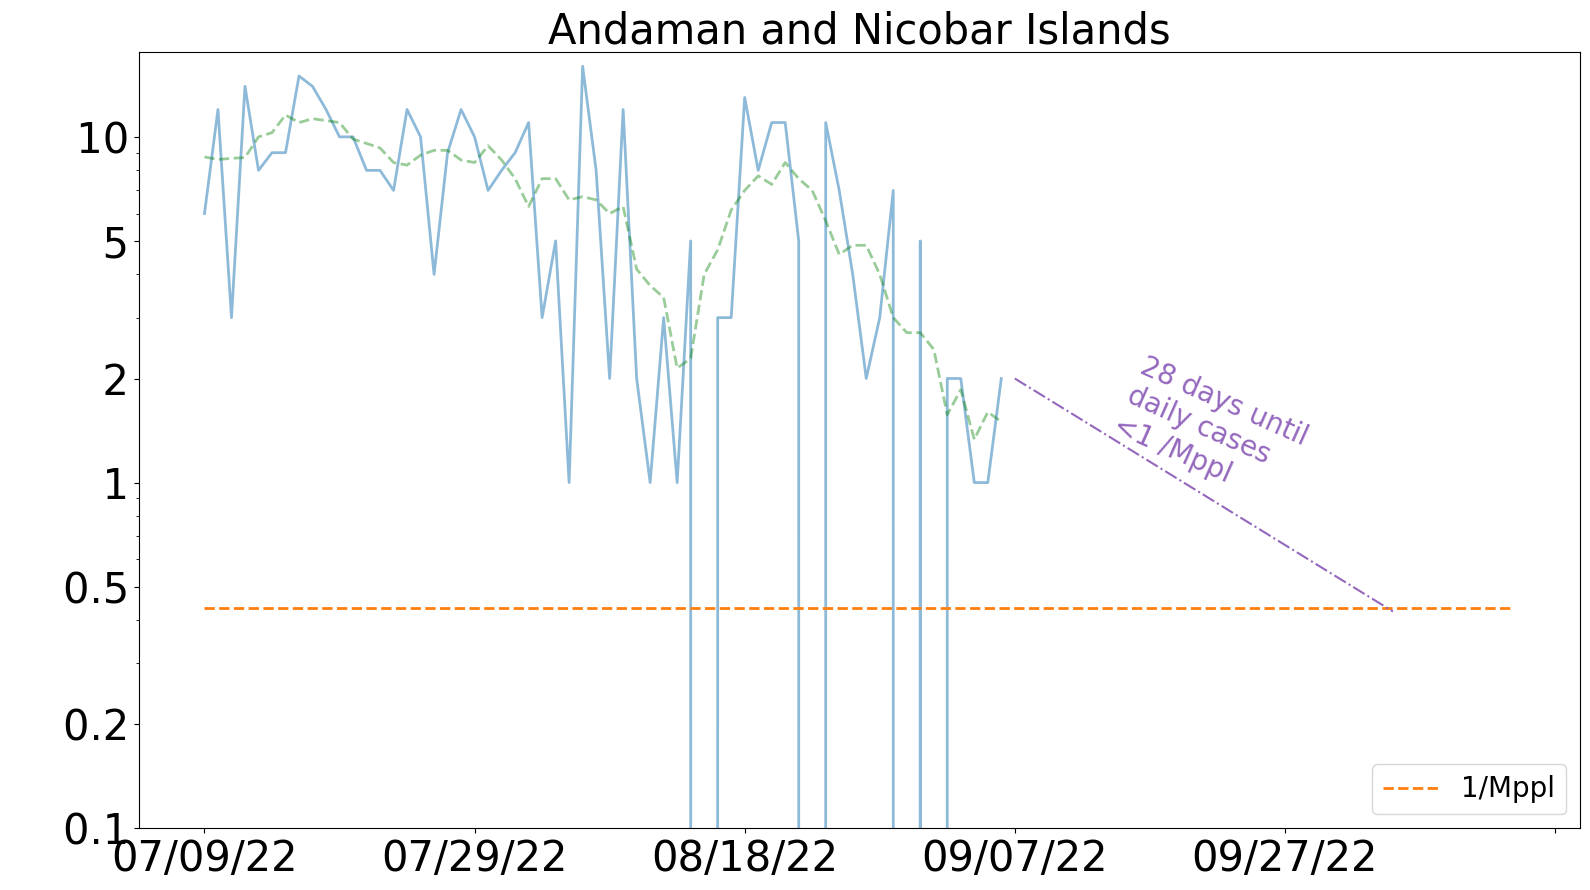 Andaman and Nicobar Islands
10
5
2
1
0.5
0.2
0.1
28 days until
daily cases
<1 /Mppl
1/Mppl
07/09/22
07/29/22
08/18/22
09/07/22
09/27/22